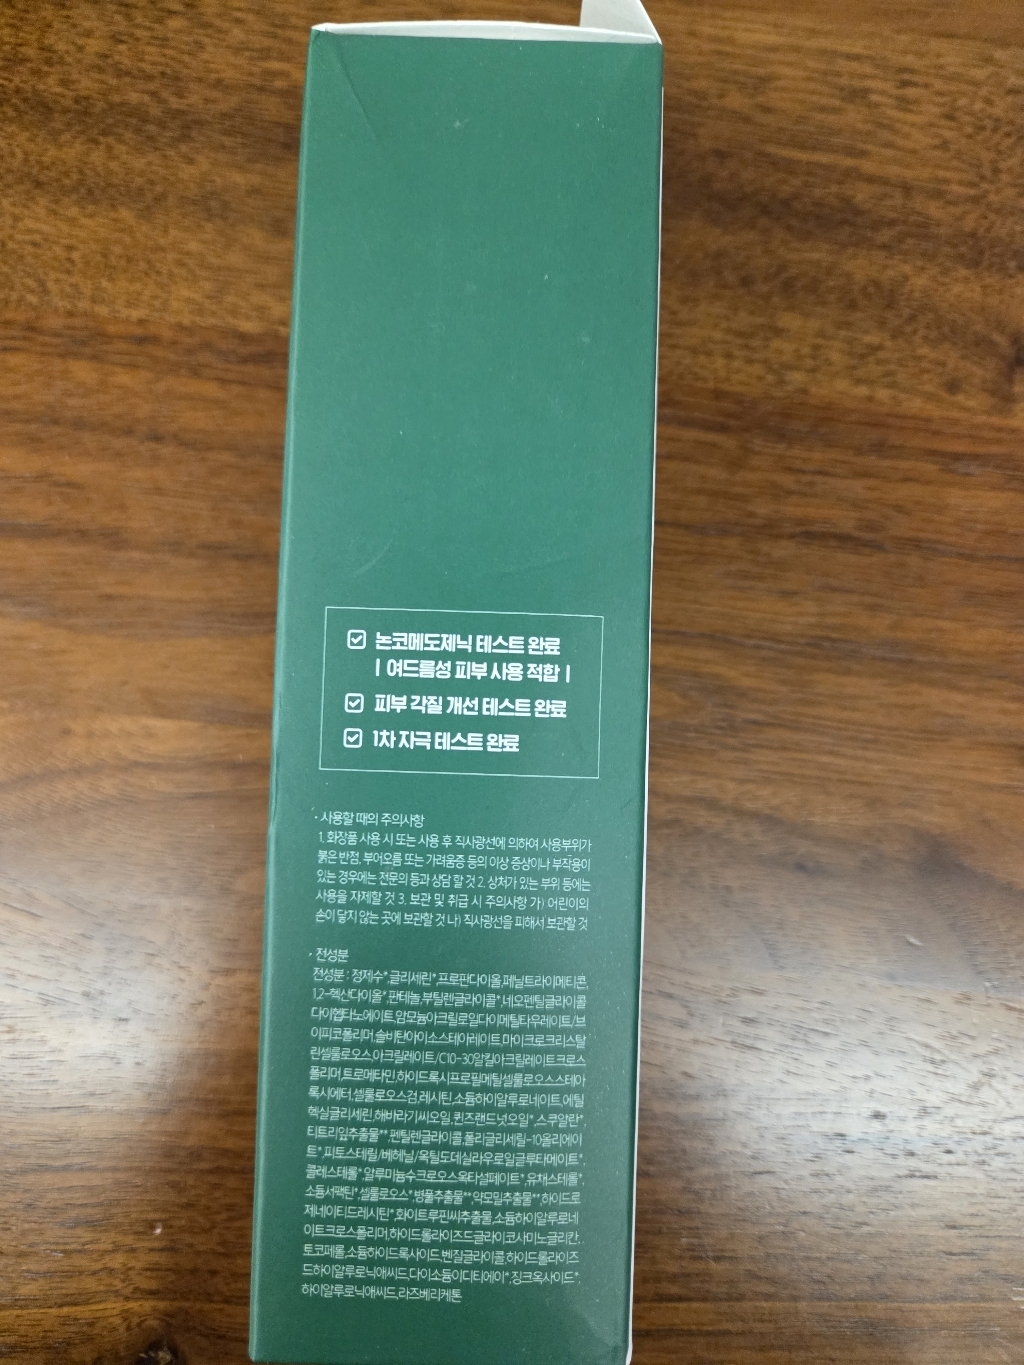 논코메도제닉 테스트 완료
| 여드름성 피부 사용 적합 |
피부 각질 개선 테스트 완료
1차 자극 테스트 완료
· 사용할 때의 주의사항
1. 화장품 사용 시 또는 사용 후 직사광선에 의하여 사용부위가
붉은 반점, 부어오름 또는 가려움증 등의 이상 증상이나 부작용이
있는 경우에는 전문의 등과 상담 할 것 2. 상처가 있는 부위 등에는
사용을 자제할 것 3. 보관 및 취급 시 주의사항 가) 어린이의
손이 닿지 않는 곳에 보관할 것 나) 직사광선을 피해서 보관할 것
· 전성분
전성분 : 정제수*,글리세린*,프로판다이올,페닐트라이메티콘,
1,2-헥산다이올*,판테놀,부틸렌글라이콜*,네오펜틸글라이콜
다이헵타노에이트,암모늄아크릴로일다이메틸타우레이트/브
이피코폴리머,솔비탄아이소스테아레이트,마이크로크리스탈
린셀룰로오스,아크릴레이트/C10-30알킬아크릴레이트크로스
폴리머,트로메타민,하이드록시프로필메틸셀룰로오스스테아
록시에터,셀룰로오스검,레시틴,소듐하이알루로네이트,에틸
헥실글리세린,해바라기씨오일,퀸즈랜드넛오일*,스쿠알란*,
티트리잎추출물**,펜틸렌글라이콜,폴리글리세릴-10올리에이
트*,피토스테릴/베헤닐/옥틸도데실라우로일글루타메이트*,
콜레스테롤*,알루미늄수크로오스옥타설페이트*,유채스테롤*,
소듐서팩틴*,셀룰로오스*,병풀추출물**,약모밀추출물**,하이드로
제네이티드레시틴*,화이트루핀씨추출물,소듐하이알루로네
이트크로스폴리머,하이드롤라이즈드글라이코사미노글리칸,
토코페롤,소듐하이드록사이드,벤질글라이콜,하이드롤라이즈
드하이알루로닉애씨드,다이소듐이디티에이*,징크옥사이드*,
하이알루로닉애씨드,라즈베리케톤